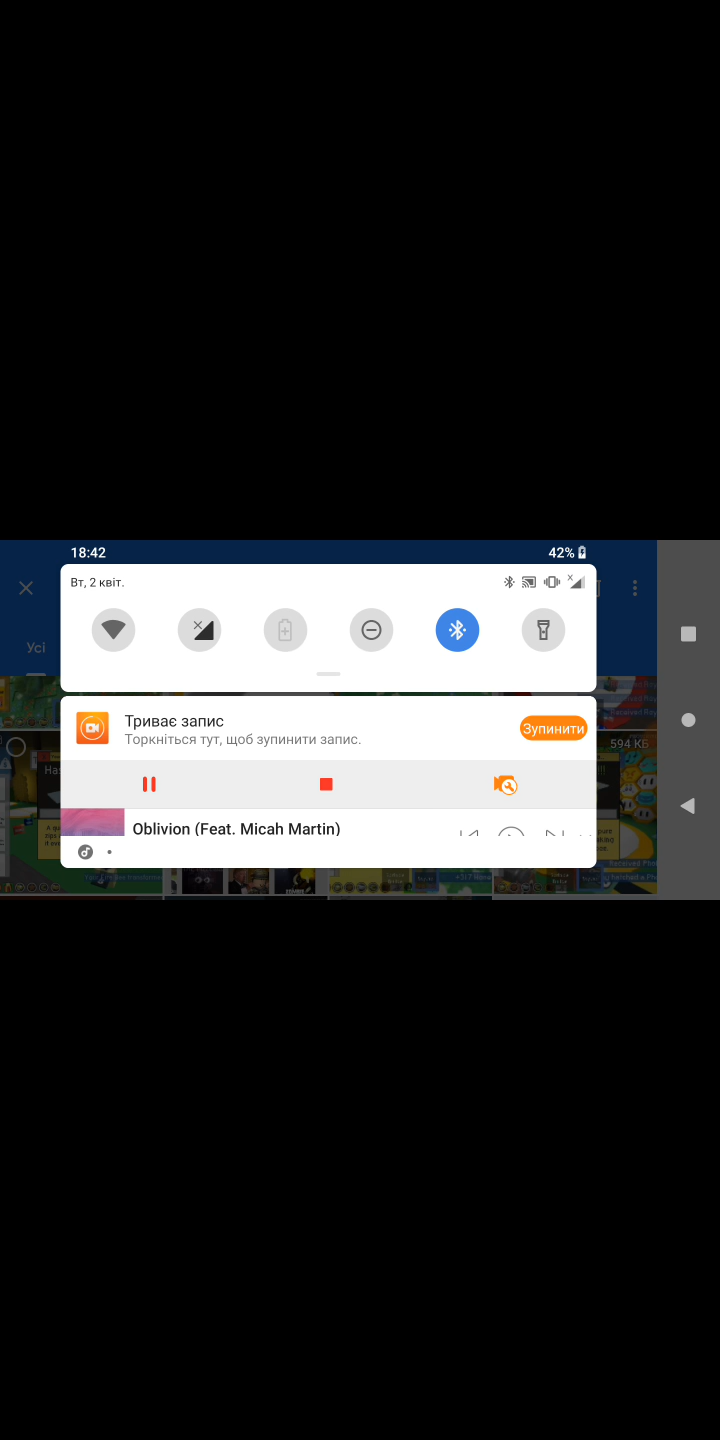 18:42
42%
Вт, 2 квіт.
Усі
Триває запис
Торкніться тут, щоб зупинити запис.
Зупинити
594 КБ
Oblivion (Feat. Micah Martin)